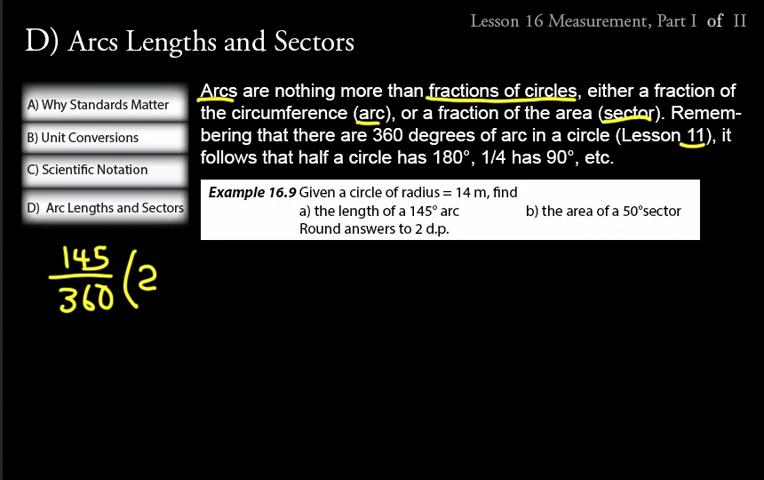 Lesson 16 Measurement, Part I of II
D) Arcs Lengths and Sectors
A) Why Standards Matter
B) Unit Conversions
C) Scientific Notation
D) Arc Lengths and Sectors
Arcs are nothing more than fractions of circles, either a fraction of
the circumference (arc), or a fraction of the area (sector). Remem-
bering that there are 360 degrees of arc in a circle (Lesson 11), it
follows that half a circle has 180°, 1/4 has 90°, etc.
Example 16.9 Given a circle of radius = 14 m, find
a) the length of a 145° arc b) the area of a 50°sector
Round answers to 2 d.p.
145
360 (2